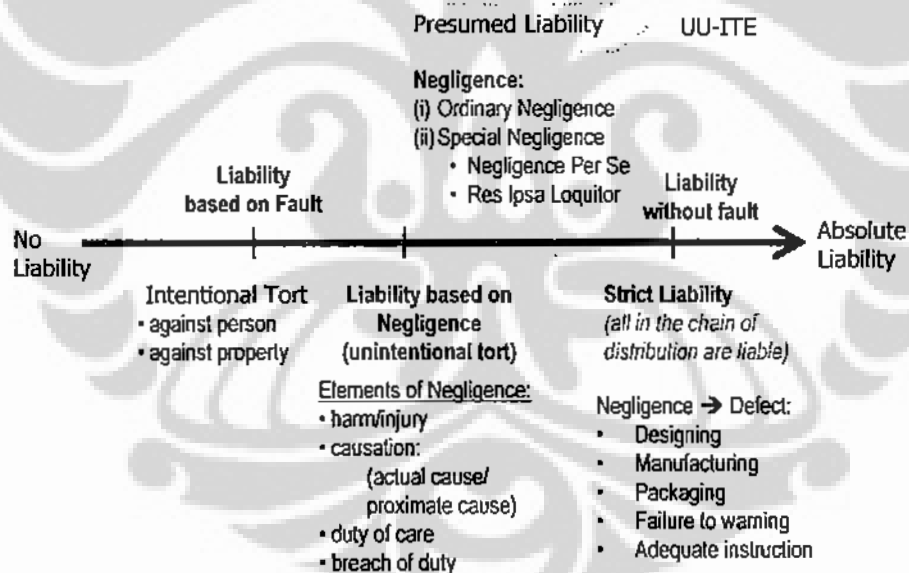 Presumed Liability
UU-ITE
Negligence:
(i) Ordinary Negligence
(ii) Special Negligence
• Negligence Per Se
• Res Ipsa Loquitor
Liability
based on Fault
Liability
without fault
No
Liability
Absolute
Liability
Intentional Tort
• against person
• against property
Liability based on
Negligence
(unintentional tort)
Elements of Negligence:
• harm/injury
• causation:
(actual cause/
proximate cause)
• duty of care
• breach of duty
Strict Liability
(all in the chain of
distribution are liable)
Negligence → Defect:
• Designing
• Manufacturing
• Packaging
• Failure to warning
• Adequate instruction